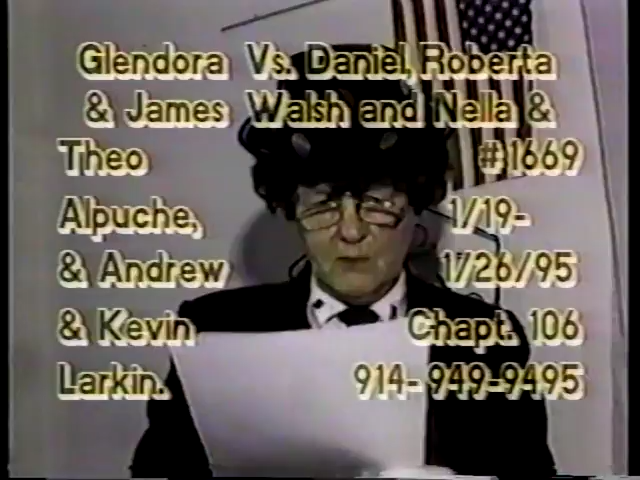 Glendora Vs. Daniel, Roberta
& James Walsh and Nella &
Theo #1669
Alpuche, 1/19-
& Andrew 1/26/95
& Kevin Chapt. 106
Larkin. 914-949-9495